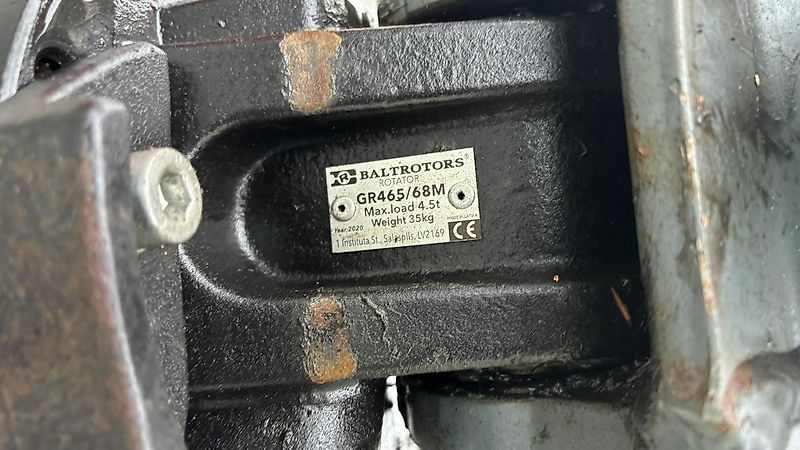 BALTROTORS®
ROTATOR
GR465/68M
Max.load 4.5t
Weight 35kg
Year,2020 MADE IN LATVIA
1 Instituta St., Salaspils, LV2169 CE